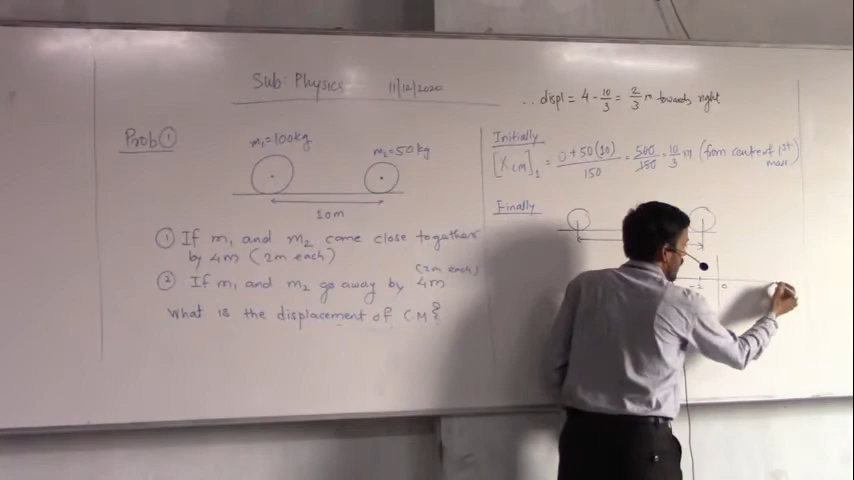 Sub: Physics 11/12/2020
Prob ①
m₁=100kg
m₂=50kg
10m
① If m₁ and m₂ come close together
by 4m (2m each)
② If m₁ and m₂ go away by 4m
(2m each)
What is the displacement of C.M?
∴ displ = 4 - 10/3 = 2/3 m towards right
Initially
[X_CM]₁ = 0 + 50(10) / 150 = 500/150 = 10/3 m (from centre of 1st mass)
Finally
-2 0